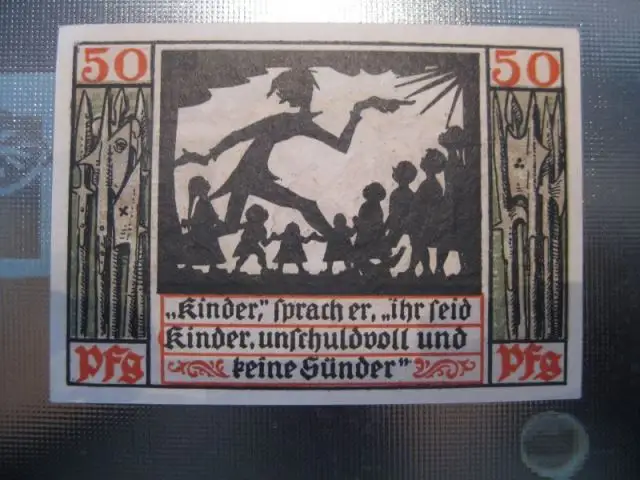 50
50
„Kinder,” sprach er, „ihr seid
Kinder, unschuldvoll und
keine Sünder”
Pfg
Pfg